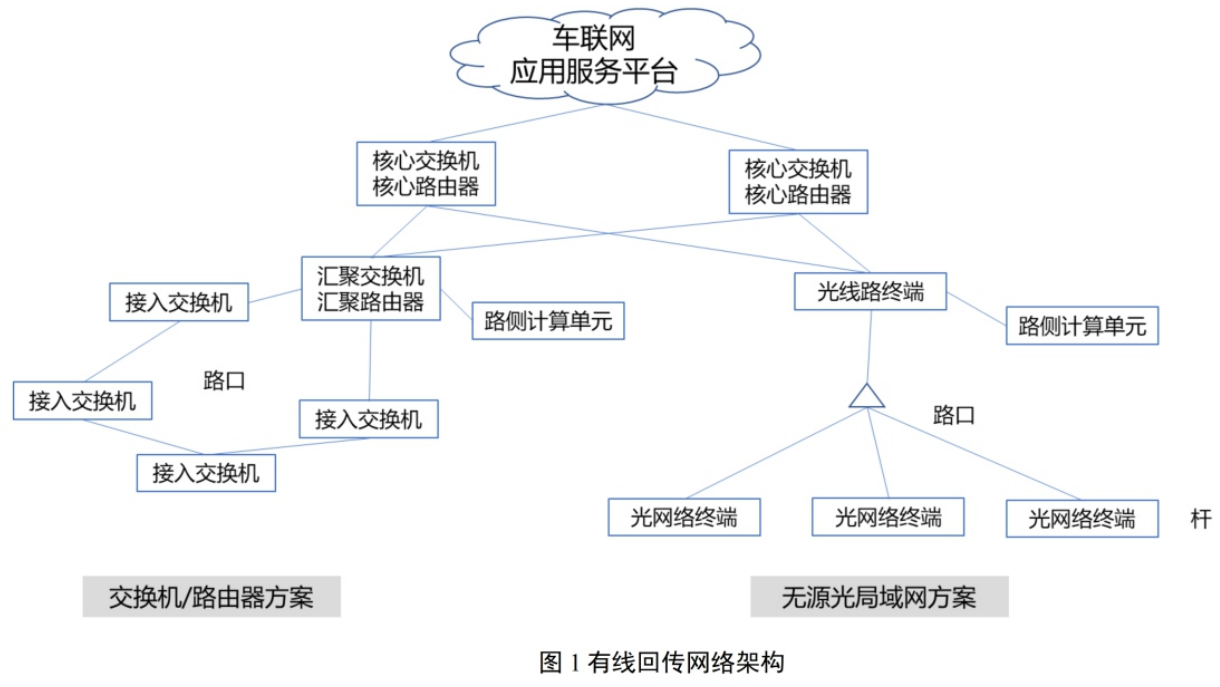 车联网
应用服务平台
核心交换机
核心路由器
核心交换机
核心路由器
汇聚交换机
汇聚路由器
接入交换机
路侧计算单元
光线路终端
路侧计算单元
路口
接入交换机
接入交换机
路口
接入交换机
光网络终端
光网络终端
光网络终端
杆
交换机/路由器方案
无源光局域网方案
图 1 有线回传网络架构